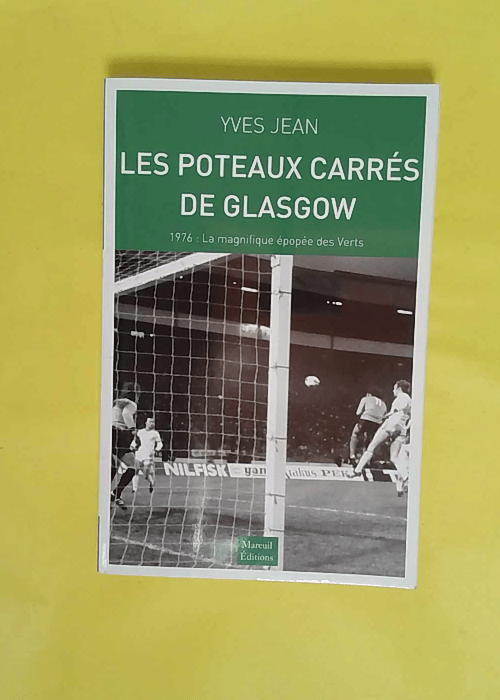 YVES JEAN
LES POTEAUX CARRÉS
DE GLASGOW
1976 : La magnifique épopée des Verts
NILFISK
Mareuil
Éditions